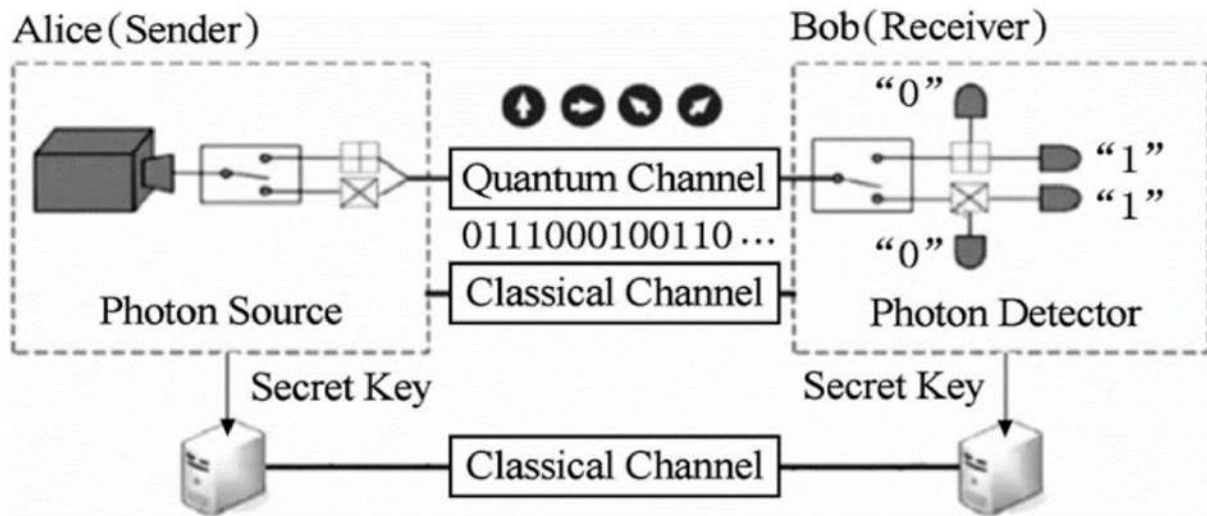 Alice(Sender)
Bob(Receiver)
"0"
"1"
Quantum Channel
"1"
0111000100110 ...
"0"
Classical Channel
Photon Source
Photon Detector
Secret Key
Secret Key
Classical Channel